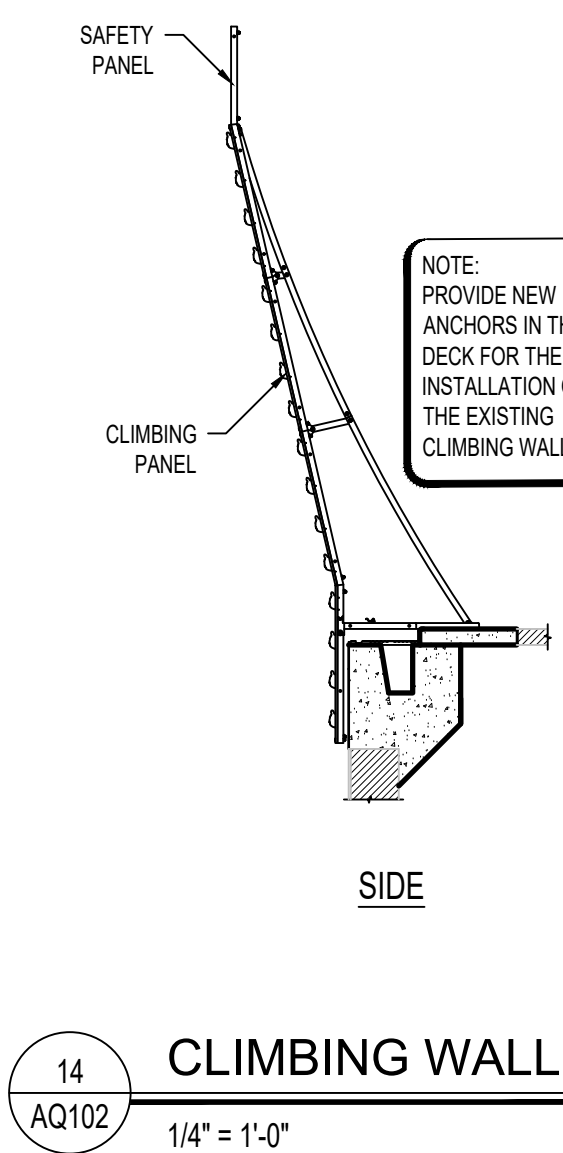 SAFETY
PANEL
NOTE:
PROVIDE NEW
ANCHORS IN TH
DECK FOR THE
INSTALLATION
THE EXISTING
CLIMBING WALL
CLIMBING
PANEL
SIDE
14
AQ102
CLIMBING WALL
1/4" = 1'-0"